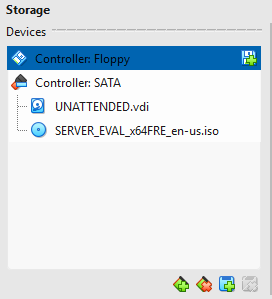 Storage
Devices
Controller: Floppy
Controller: SATA
UNATTENDED.vdi
SERVER_EVAL_x64FRE_en-us.iso